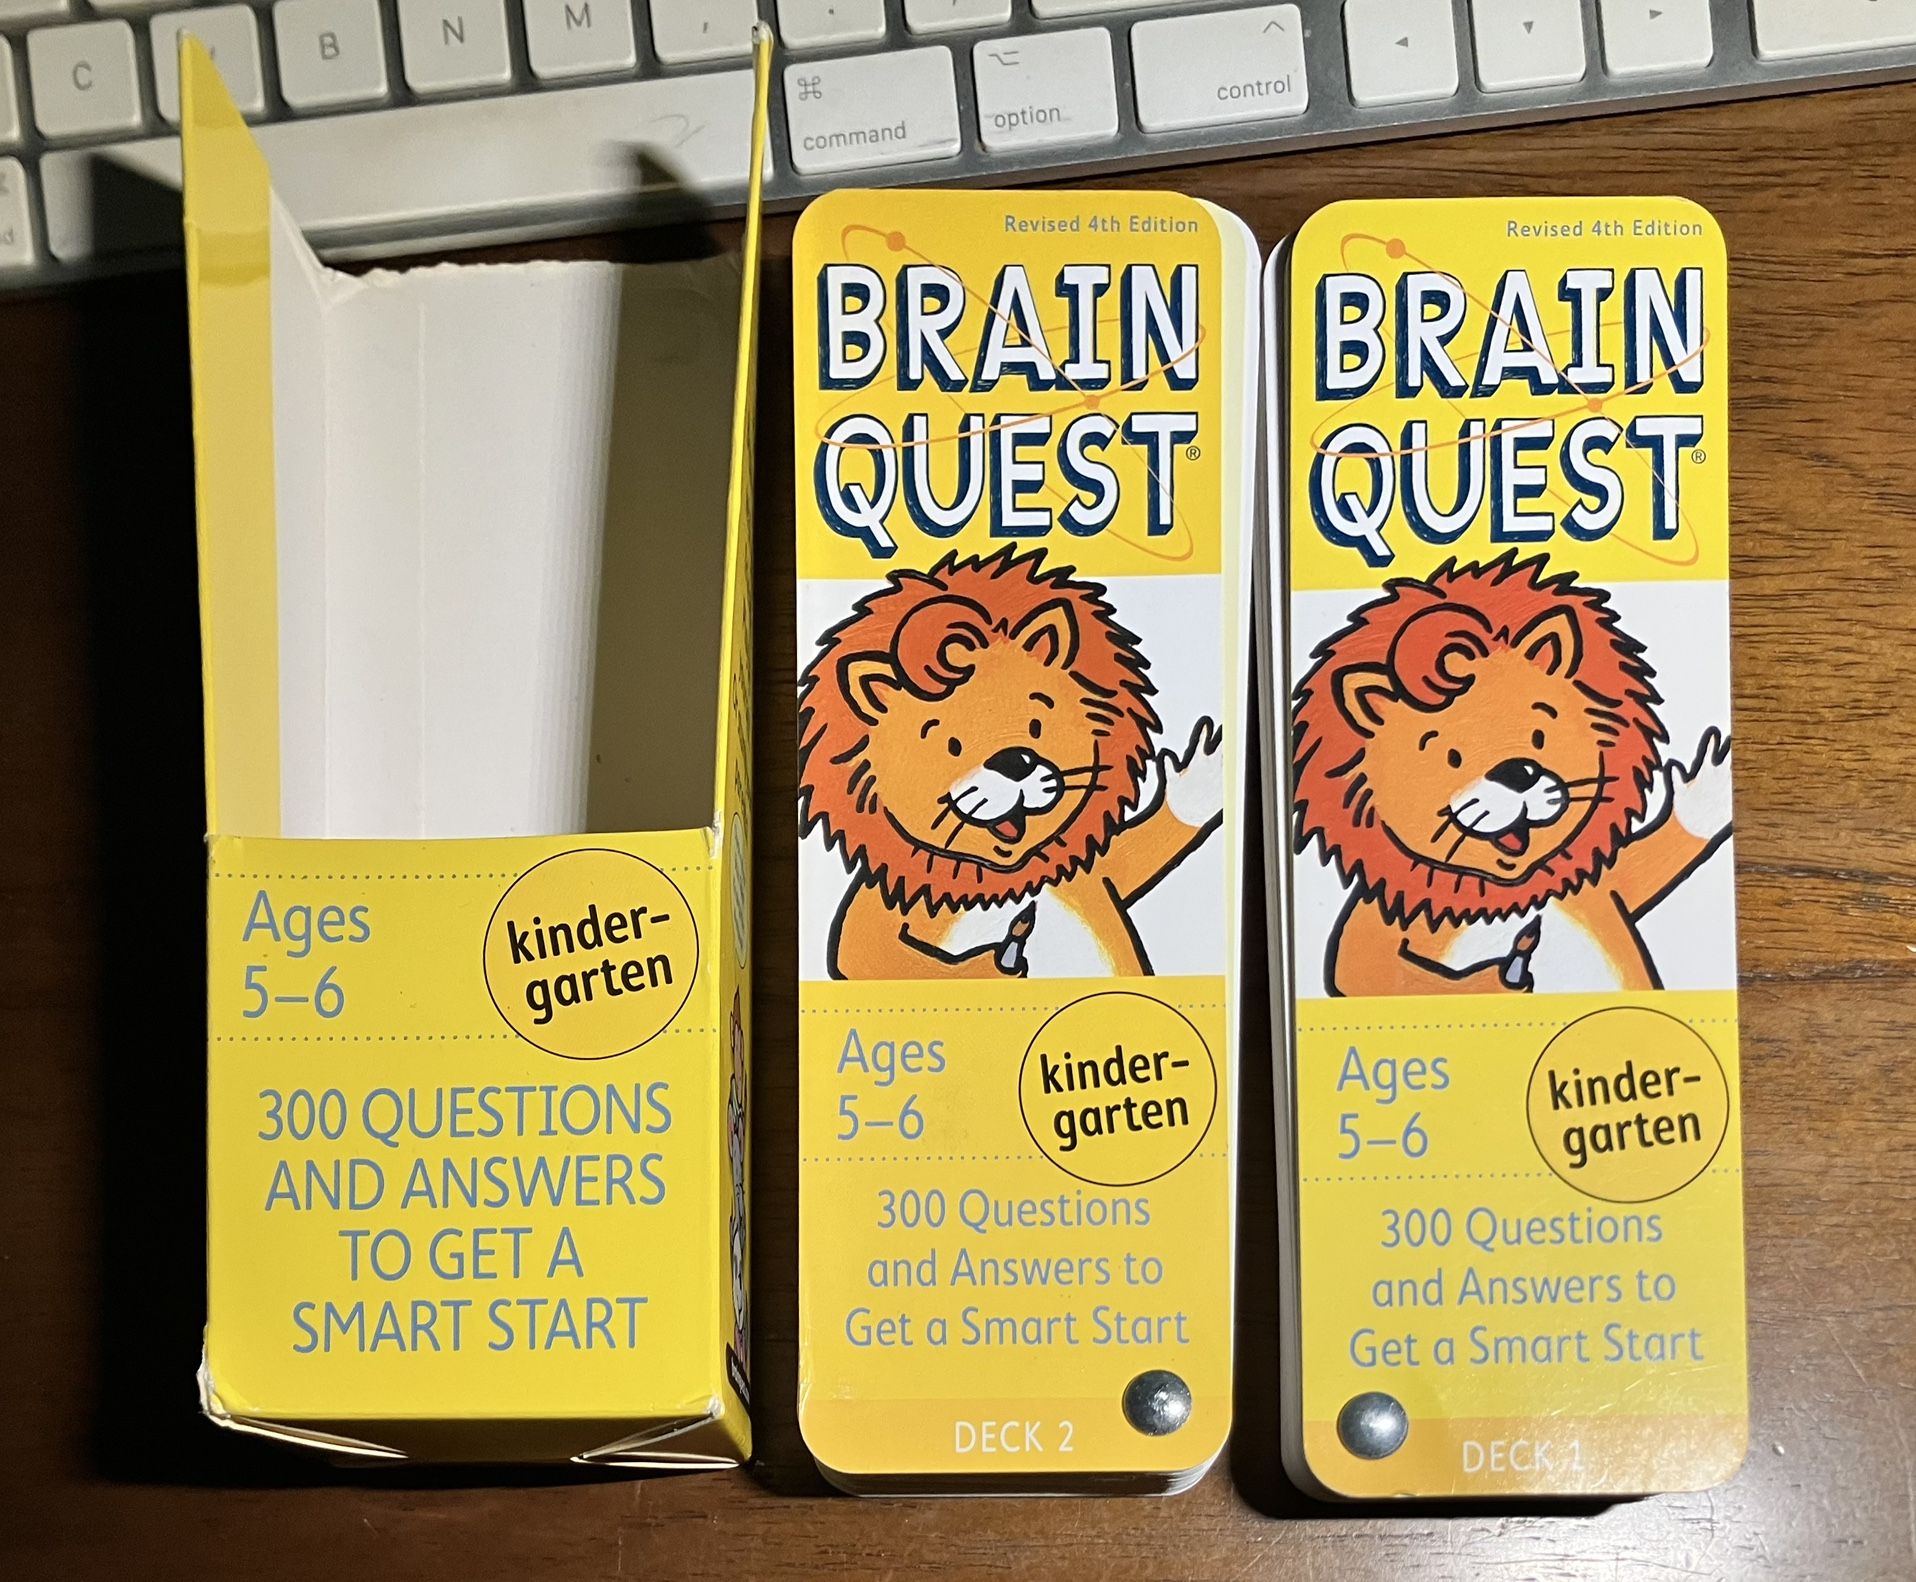 C
B
N
M
,
.
⌘
command
⌥
option
^
control
◄
▼
►
Ages
5–6
kinder-
garten
300 QUESTIONS
AND ANSWERS
TO GET A
SMART START
Revised 4th Edition
BRAIN
QUEST®
Ages
5–6
kinder-
garten
300 Questions
and Answers to
Get a Smart Start
DECK 2
Revised 4th Edition
BRAIN
QUEST®
Ages
5–6
kinder-
garten
300 Questions
and Answers to
Get a Smart Start
DECK 1